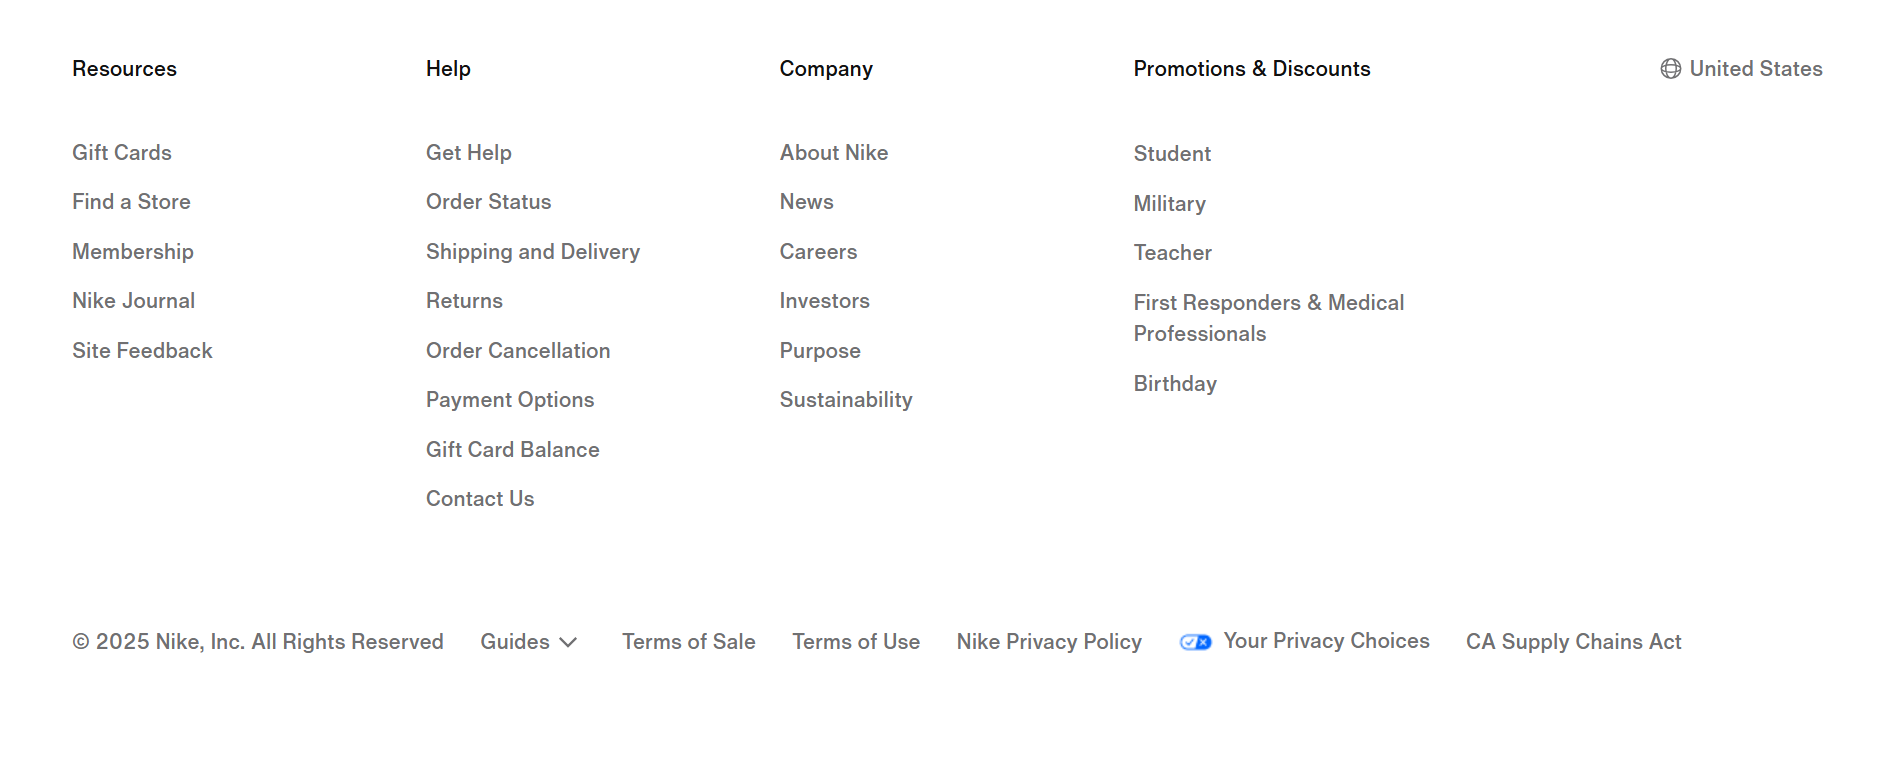 Resources
Gift Cards
Find a Store
Membership
Nike Journal
Site Feedback
Help
Get Help
Order Status
Shipping and Delivery
Returns
Order Cancellation
Payment Options
Gift Card Balance
Contact Us
Company
About Nike
News
Careers
Investors
Purpose
Sustainability
Promotions & Discounts
Student
Military
Teacher
First Responders & Medical
Professionals
Birthday
United States
© 2025 Nike, Inc. All Rights Reserved Guides Terms of Sale Terms of Use Nike Privacy Policy Your Privacy Choices CA Supply Chains Act